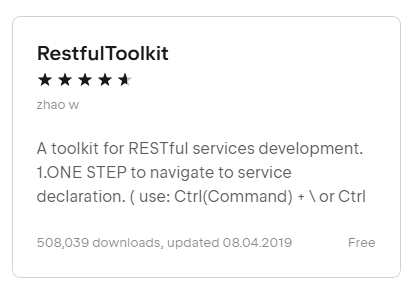 RestfulToolkit
zhao w
A toolkit for RESTful services development.
1.ONE STEP to navigate to service
declaration. ( use: Ctrl(Command) + \ or Ctrl
508,039 downloads, updated 08.04.2019 Free